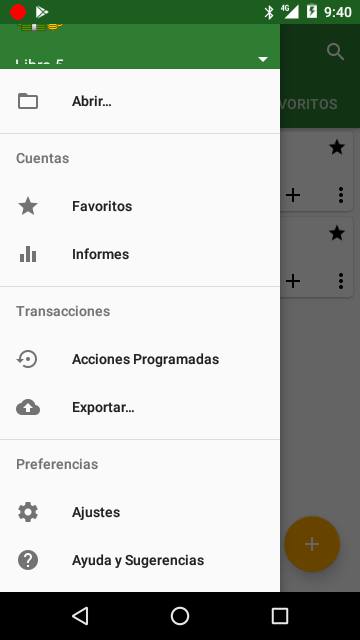 4G 9:40
Libro 5
VORITOS
Abrir...
Cuentas
Favoritos
Informes
Transacciones
Acciones Programadas
Exportar...
Preferencias
Ajustes
Ayuda y Sugerencias